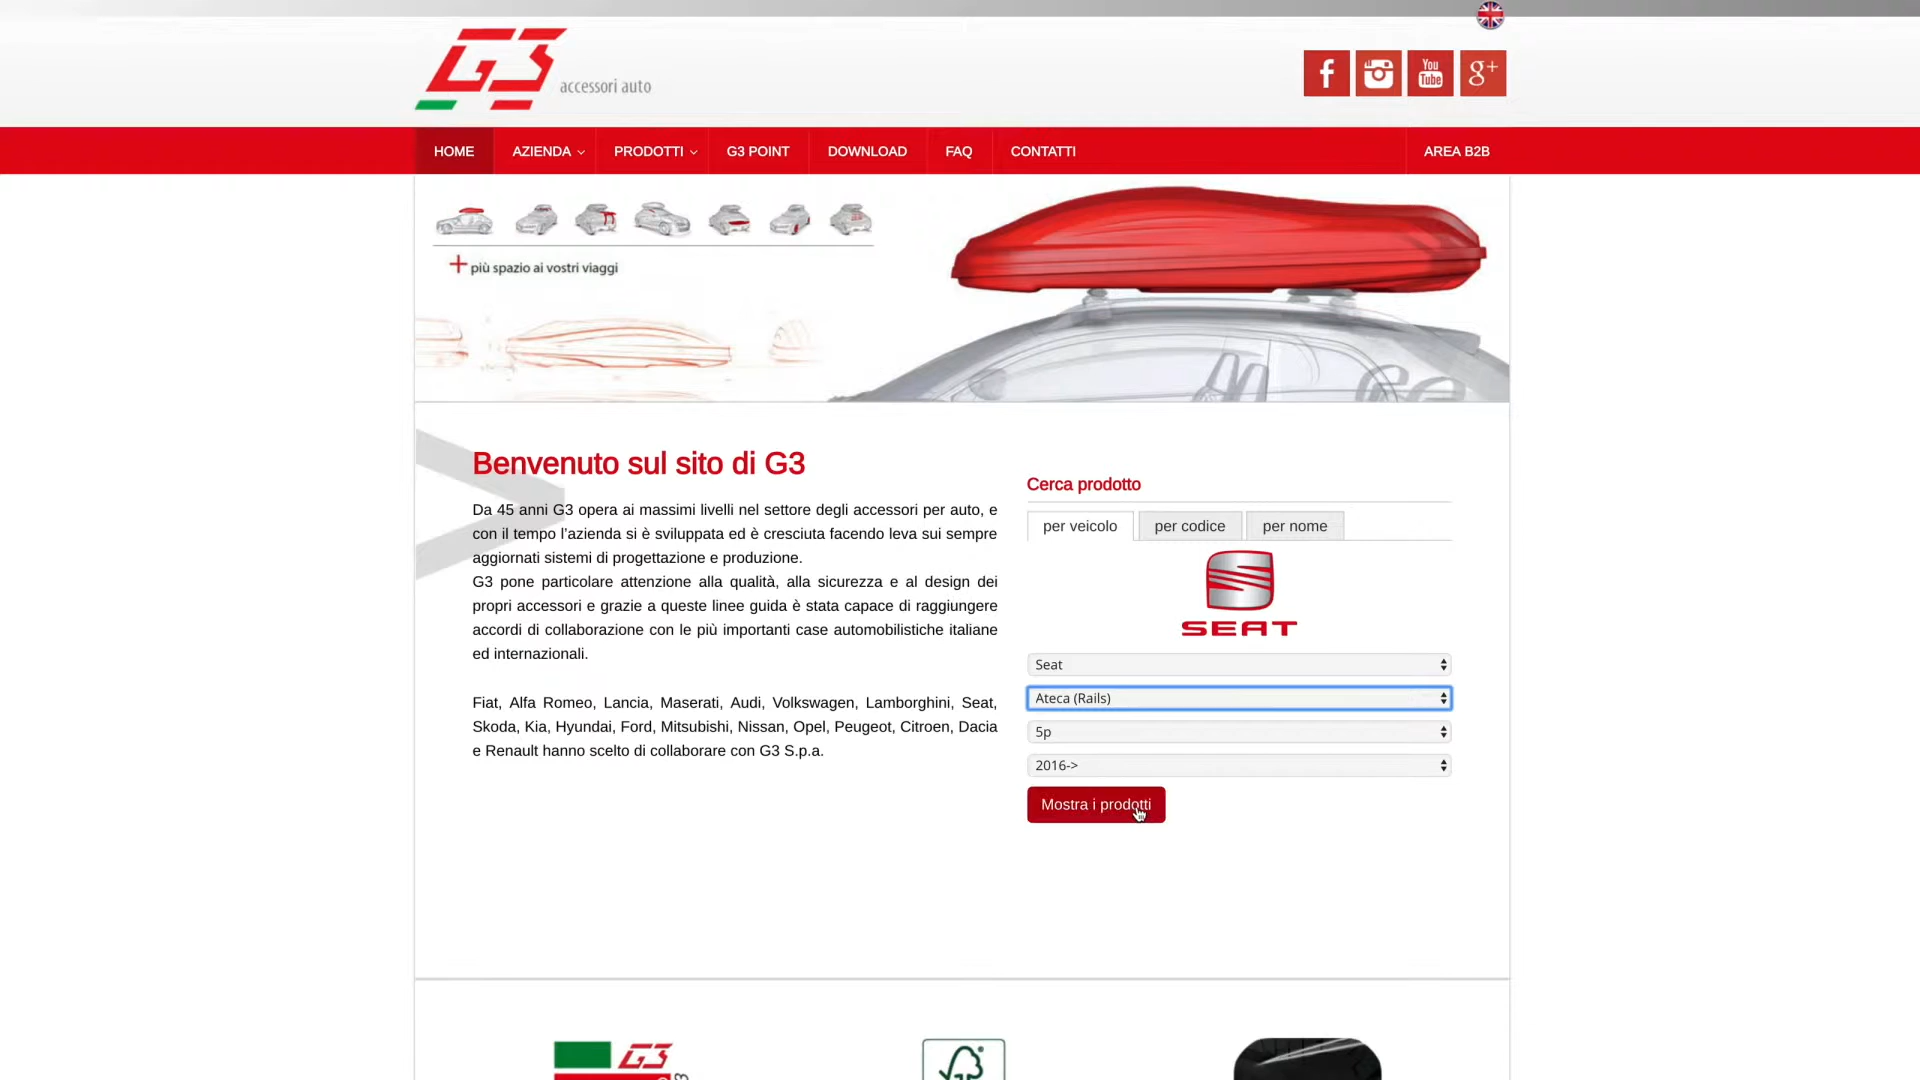 G3 accessori auto
f
You Tube
g+
HOME
AZIENDA
PRODOTTI
G3 POINT
DOWNLOAD
FAQ
CONTATTI
AREA B2B
+ più spazio ai vostri viaggi
Benvenuto sul sito di G3
Da 45 anni G3 opera ai massimi livelli nel settore degli accessori per auto, e
con il tempo l'azienda si è sviluppata ed è cresciuta facendo leva sui sempre
aggiornati sistemi di progettazione e produzione.
G3 pone particolare attenzione alla qualità, alla sicurezza e al design dei
propri accessori e grazie a queste linee guida è stata capace di raggiungere
accordi di collaborazione con le più importanti case automobilistiche italiane
ed internazionali.
Fiat, Alfa Romeo, Lancia, Maserati, Audi, Volkswagen, Lamborghini, Seat,
Skoda, Kia, Hyundai, Ford, Mitsubishi, Nissan, Opel, Peugeot, Citroen, Dacia
e Renault hanno scelto di collaborare con G3 S.p.a.
Cerca prodotto
per veicolo
per codice
per nome
SEAT
Seat
Ateca (Rails)
5p
2016->
Mostra i prodotti
G3